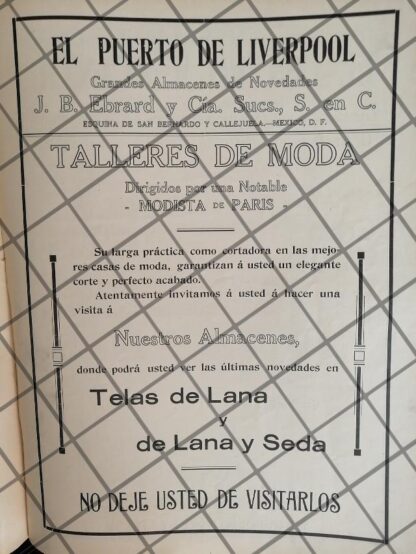 EL PUERTO DE LIVERPOOL
Grandes Almacenes de Novedades
J. B. Ebrard y Cía. Sucs., S. en C.
ESQUINA DE SAN BERNARDO Y CALLEJUELA.—MEXICO, D. F.
TALLERES DE MODA
Dirigidos por una Notable
- MODISTA DE PARIS -
Su larga práctica como cortadora en las mejo-
res casas de moda, garantizan á usted un elegante
corte y perfecto acabado.
Atentamente invitamos á usted á hacer una
visita á
Nuestros Almacenes,
donde podrá usted ver las últimas novedades en
Telas de Lana
y
de Lana y Seda
NO DEJE USTED DE VISITARLOS